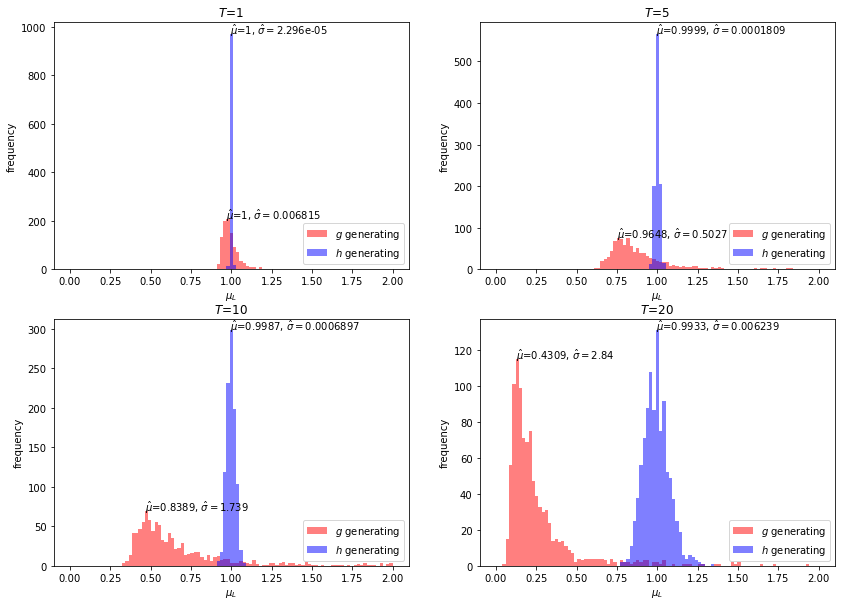 T=1
μ̂=1, σ̂ = 2.296e-05
μ̂=1, σ̂ = 0.006815
g generating
h generating
frequency
1000
800
600
400
200
0
0.00 0.25 0.50 0.75 1.00 1.25 1.50 1.75 2.00
μ_L
T=5
μ̂=0.9999, σ̂ = 0.0001809
μ̂=0.9648, σ̂ = 0.5027
g generating
h generating
frequency
500
400
300
200
100
0
0.00 0.25 0.50 0.75 1.00 1.25 1.50 1.75 2.00
μ_L
T=10
μ̂=0.9987, σ̂ = 0.0006897
μ̂=0.8389, σ̂ = 1.739
g generating
h generating
frequency
300
250
200
150
100
50
0
0.00 0.25 0.50 0.75 1.00 1.25 1.50 1.75 2.00
μ_L
T=20
μ̂=0.9933, σ̂ = 0.006239
μ̂=0.4309, σ̂ = 2.84
g generating
h generating
frequency
120
100
80
60
40
20
0
0.00 0.25 0.50 0.75 1.00 1.25 1.50 1.75 2.00
μ_L